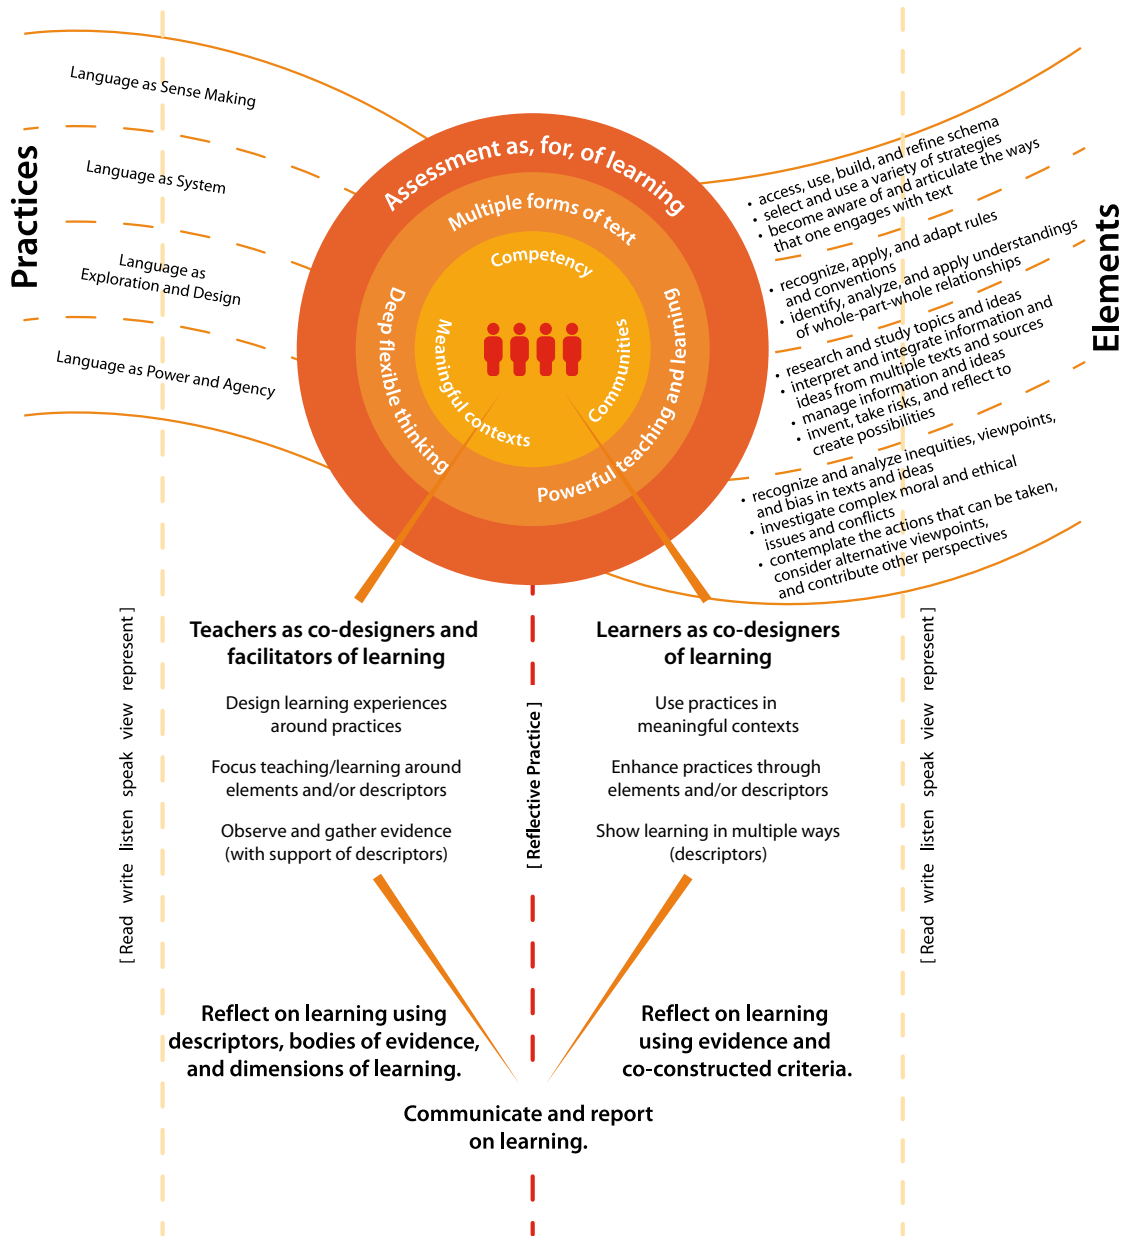 Practices
Language as Sense Making
Language as System
Language as
Exploration and Design
Language as Power and Agency
Assessment as, for, of learning
Multiple forms of text
Deep flexible thinking
Powerful teaching and learning
Competency
Meaningful contexts
Communities
Elements
• access, use, build, and refine schema
• select and use a variety of strategies
• become aware of and articulate the ways
that one engages with text
• recognize, apply, and adapt rules
and conventions
• identify, analyze, and apply understandings
of whole-part-whole relationships
• research and study topics and ideas
• interpret and integrate information and
ideas from multiple texts and sources
• manage information and ideas
• invent, take risks, and reflect to
create possibilities
• recognize and analyze inequities, viewpoints,
and bias in texts and ideas
• investigate complex moral and ethical
issues and conflicts
• contemplate the actions that can be taken,
consider alternative viewpoints,
and contribute other perspectives
[ Read write listen speak view represent ]
Teachers as co-designers and
facilitators of learning
Design learning experiences
around practices
Focus teaching/learning around
elements and/or descriptors
Observe and gather evidence
(with support of descriptors)
[ Reflective Practice ]
Learners as co-designers
of learning
Use practices in
meaningful contexts
Enhance practices through
elements and/or descriptors
Show learning in multiple ways
(descriptors)
[ Read write listen speak view represent ]
Reflect on learning using
descriptors, bodies of evidence,
and dimensions of learning.
Reflect on learning
using evidence and
co-constructed criteria.
Communicate and report
on learning.